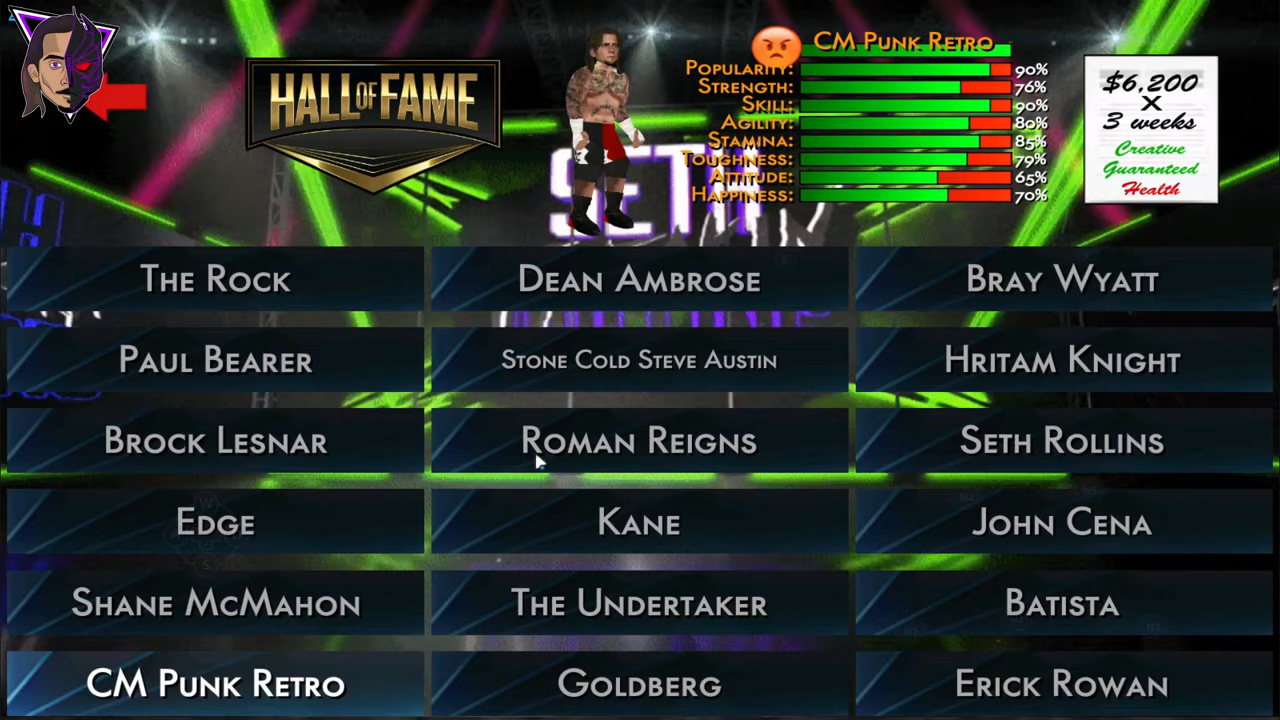 HALL OF FAME
CM Punk Retro
Popularity: 90%
Strength: 76%
Skill: 90%
Agility: 80%
Stamina: 85%
Toughness: 79%
Attitude: 65%
Happiness: 70%
$6,200
X
3 weeks
Creative
Guaranteed
Health
The Rock
Dean Ambrose
Bray Wyatt
Paul Bearer
Stone Cold Steve Austin
Hritam Knight
Brock Lesnar
Roman Reigns
Seth Rollins
Edge
Kane
John Cena
Shane McMahon
The Undertaker
Batista
CM Punk Retro
Goldberg
Erick Rowan